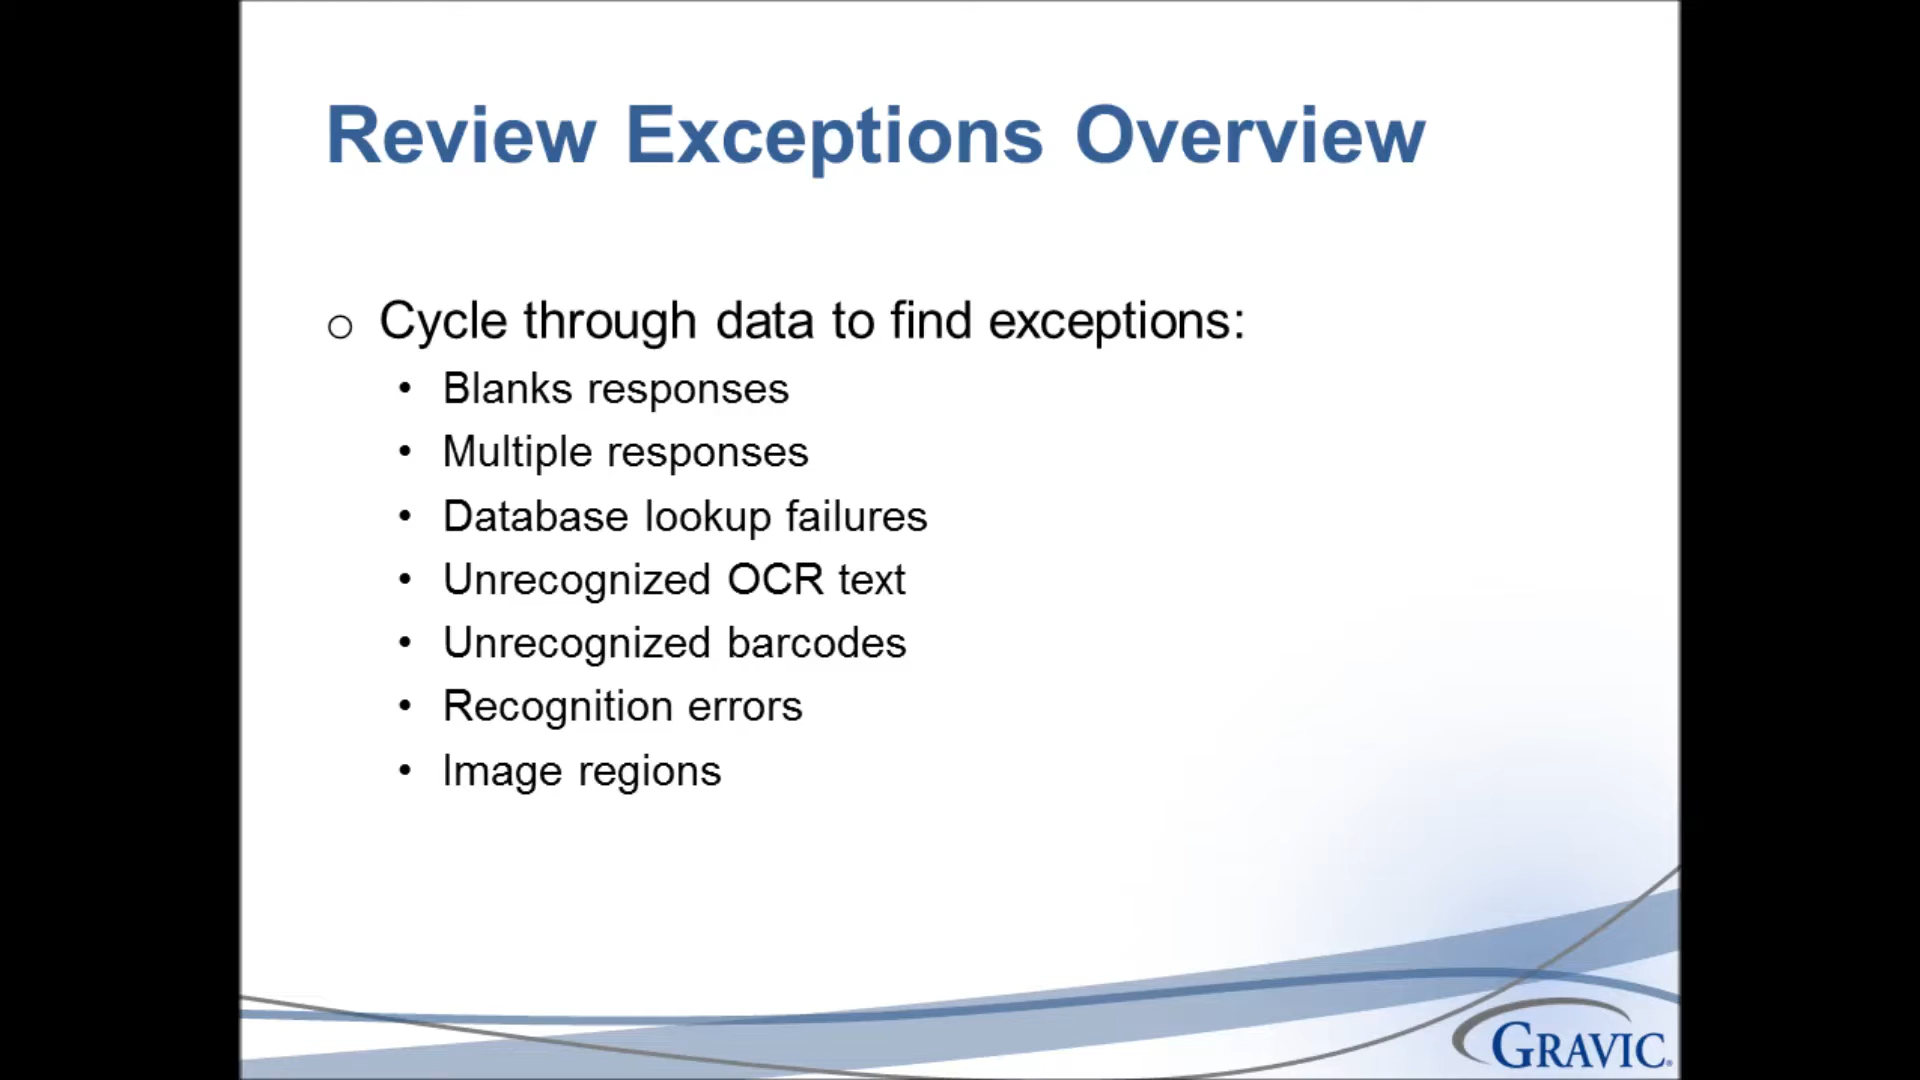 Review Exceptions Overview
o Cycle through data to find exceptions:
• Blanks responses
• Multiple responses
• Database lookup failures
• Unrecognized OCR text
• Unrecognized barcodes
• Recognition errors
• Image regions
GRAVIC